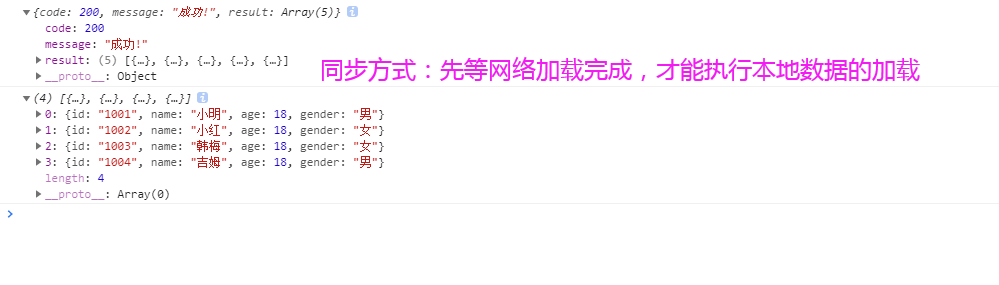 ▼{code: 200, message: "成功!", result: Array(5)} i
code: 200
message: "成功!"
▶result: (5) [{…}, {…}, {…}, {…}, {…}]
▶__proto__: Object
同步方式：先等网络加载完成，才能执行本地数据的加载
▼(4) [{…}, {…}, {…}, {…}] i
▶0: {id: "1001", name: "小明", age: 18, gender: "男"}
▶1: {id: "1002", name: "小红", age: 18, gender: "女"}
▶2: {id: "1003", name: "韩梅", age: 18, gender: "女"}
▶3: {id: "1004", name: "吉姆", age: 18, gender: "男"}
length: 4
▶__proto__: Array(0)
>